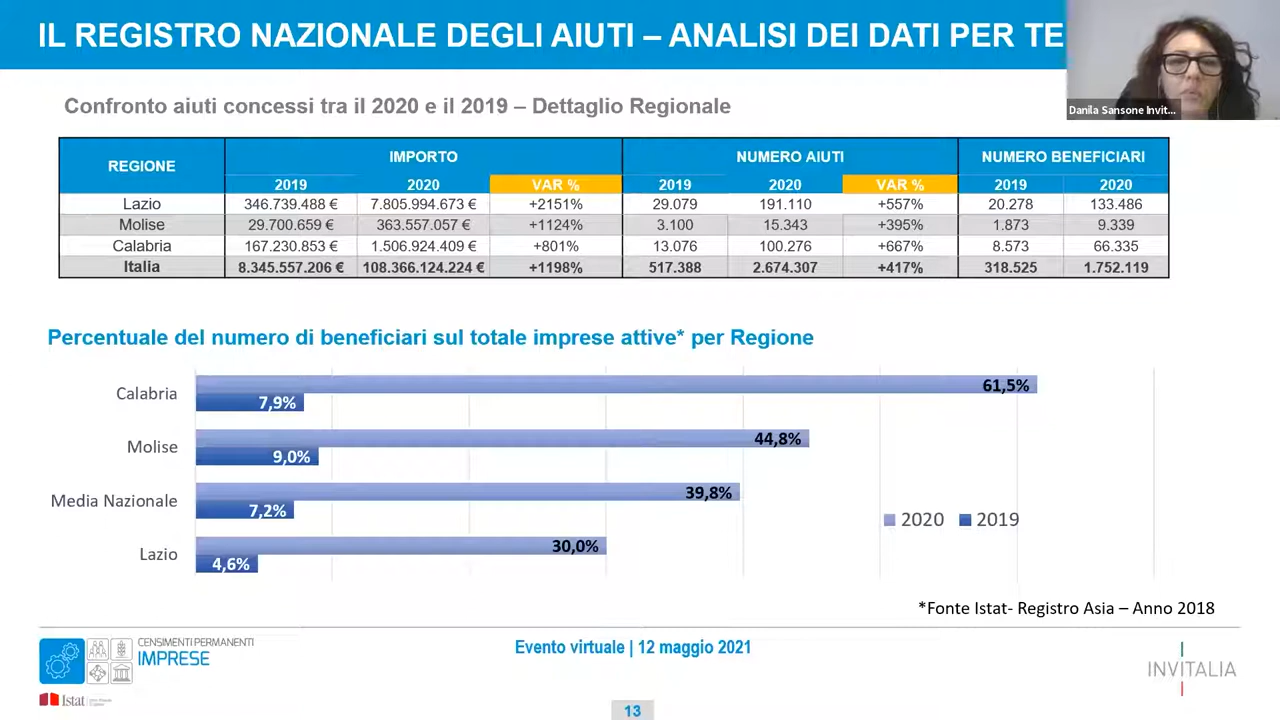 IL REGISTRO NAZIONALE DEGLI AIUTI – ANALISI DEI DATI PER TE
Danila Sansone Invit...
Confronto aiuti concessi tra il 2020 e il 2019 – Dettaglio Regionale
REGIONE IMPORTO NUMERO AIUTI NUMERO BENEFICIARI
2019 2020 VAR % 2019 2020 VAR % 2019 2020
Lazio 346.739.488 € 7.805.994.673 € +2151% 29.079 191.110 +557% 20.278 133.486
Molise 29.700.659 € 363.557.057 € +1124% 3.100 15.343 +395% 1.873 9.339
Calabria 167.230.853 € 1.506.924.409 € +801% 13.076 100.276 +667% 8.573 66.335
Italia 8.345.557.206 € 108.366.124.224 € +1198% 517.388 2.674.307 +417% 318.525 1.752.119
Percentuale del numero di beneficiari sul totale imprese attive* per Regione
Calabria 61,5%
7,9%
Molise 44,8%
9,0%
Media Nazionale 39,8%
7,2%
2020 2019
Lazio 30,0%
4,6%
*Fonte Istat- Registro Asia – Anno 2018
CENSIMENTI PERMANENTI
IMPRESE
Evento virtuale | 12 maggio 2021
INVITALIA
Istat
13